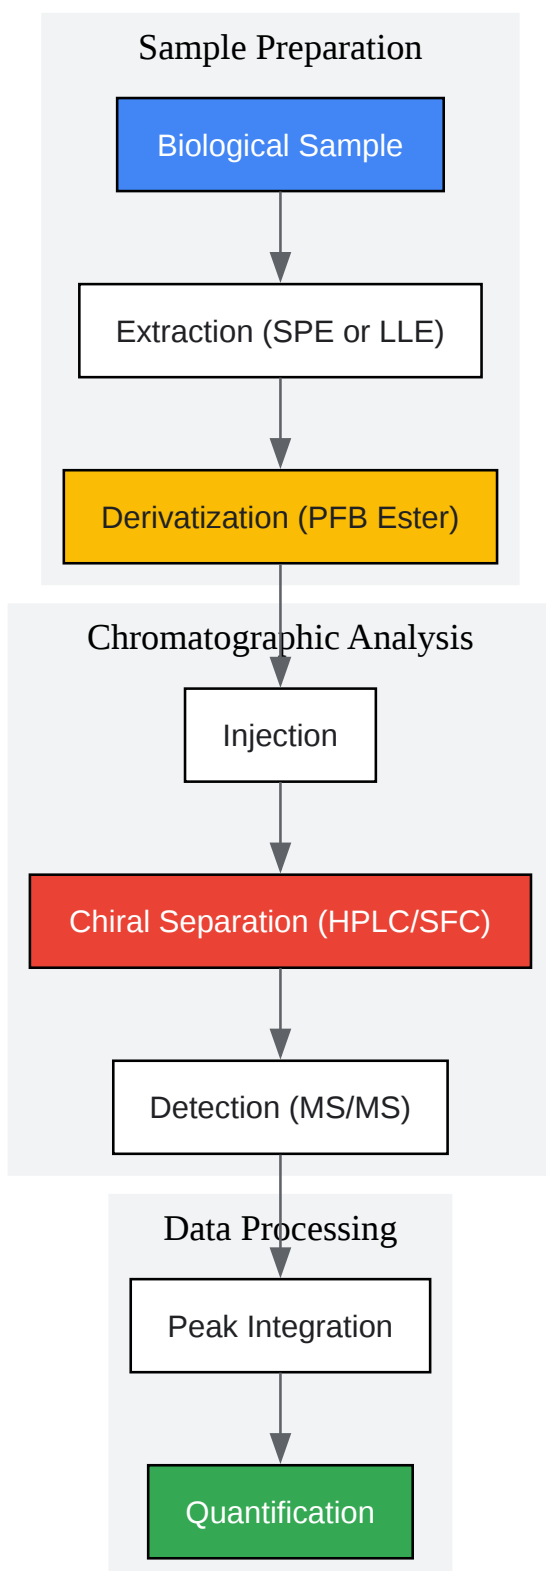 Sample Preparation
Biological Sample
Extraction (SPE or LLE)
Derivatization (PFB Ester)
Chromatographic Analysis
Injection
Chiral Separation (HPLC/SFC)
Detection (MS/MS)
Data Processing
Peak Integration
Quantification